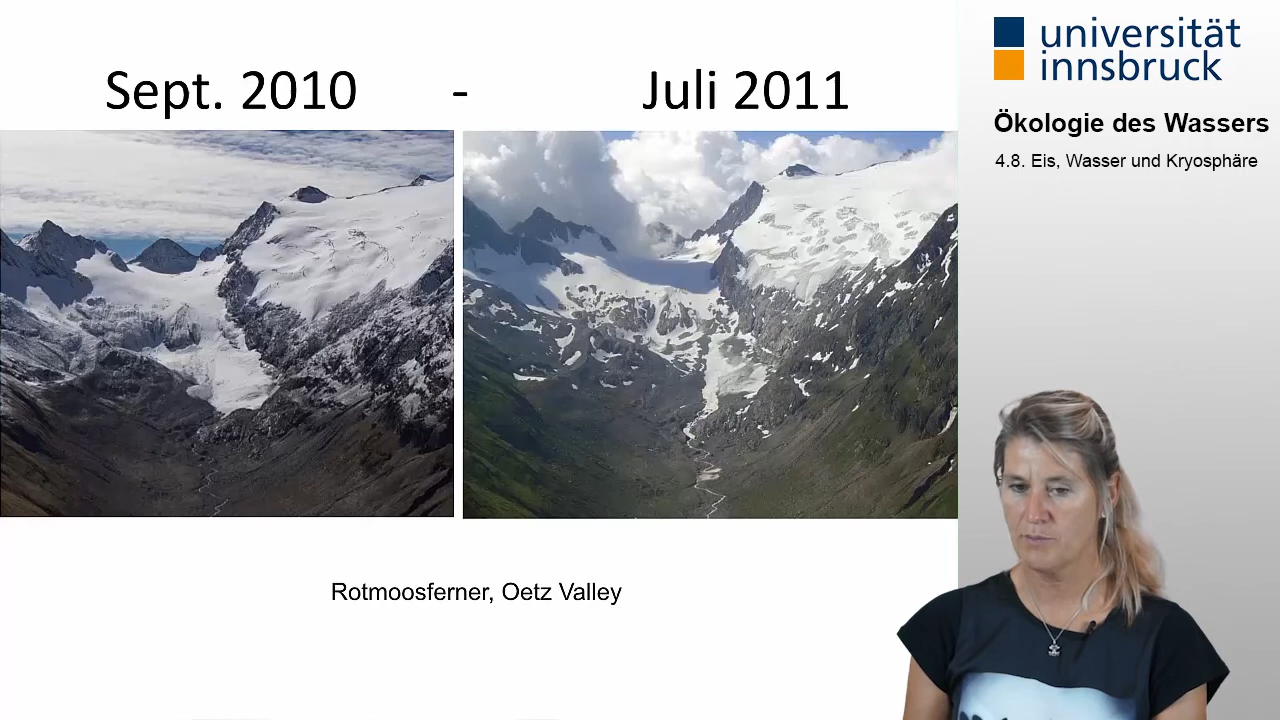 Sept. 2010 - Juli 2011
Rotmoosferner, Oetz Valley
universität
innsbruck
Ökologie des Wassers
4.8. Eis, Wasser und Kryosphäre